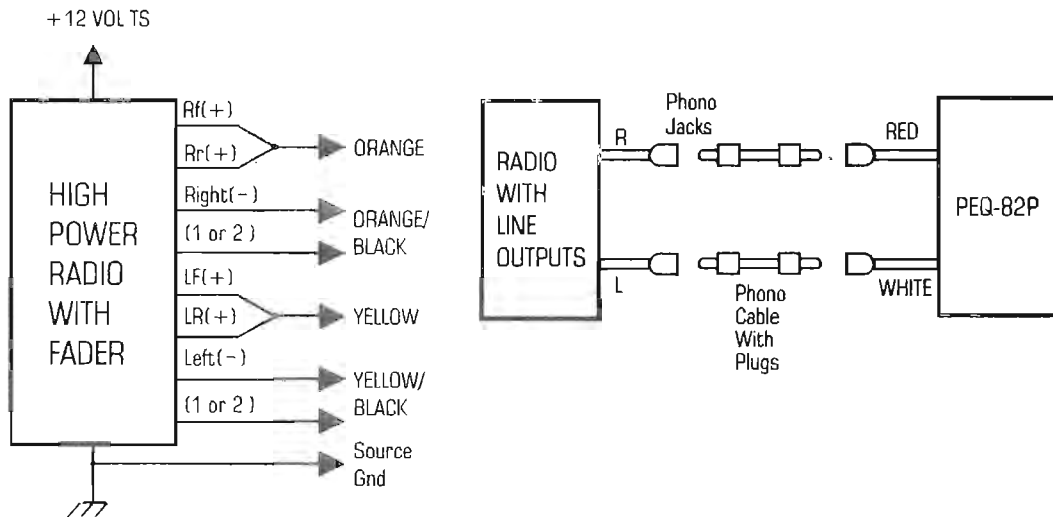 +12 VOLTS
HIGH
POWER
RADIO
WITH
FADER
Rf(+)
Rr(+)
Right(-)
(1 or 2)
LF(+)
LR(+)
Left(-)
(1 or 2)
ORANGE
ORANGE/
BLACK
YELLOW
YELLOW/
BLACK
Source
Gnd
RADIO
WITH
LINE
OUTPUTS
R
L
Phono
Jacks
Phono
Cable
With
Plugs
RED
WHITE
PEQ-82P